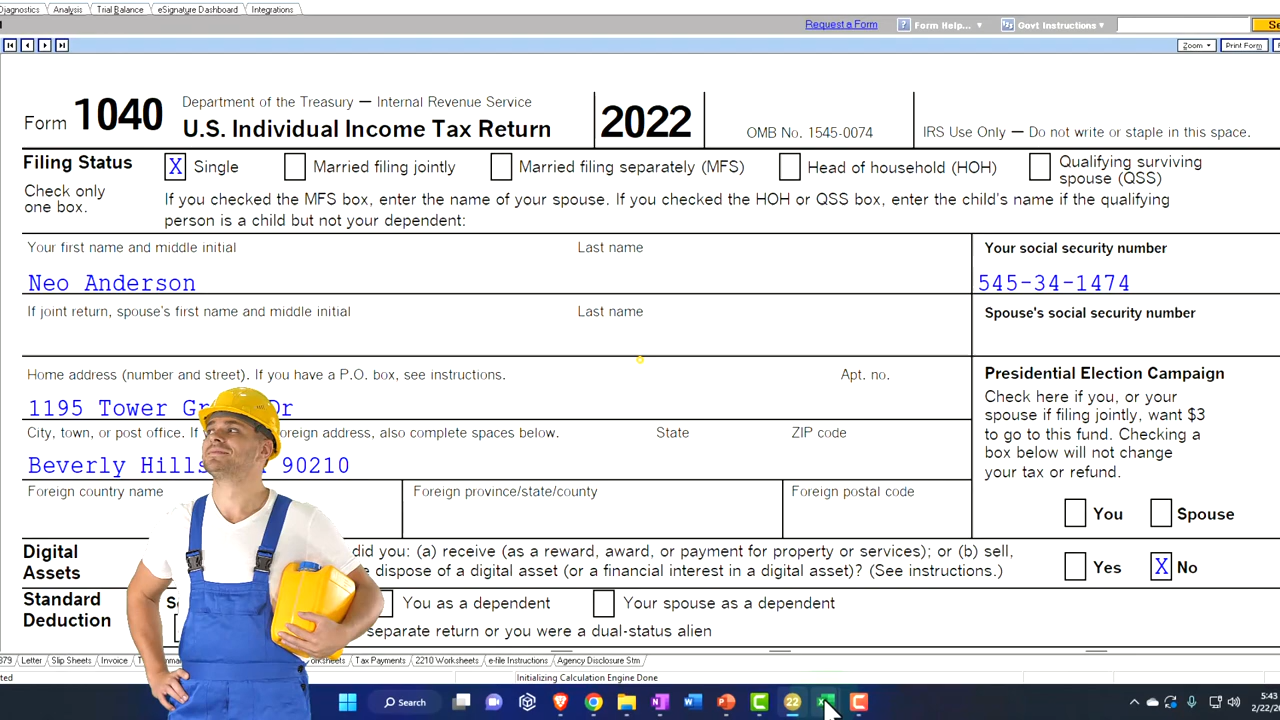 Diagnostics Analysis Trial Balance eSignature Dashboard Integrations
Request a Form Form Help... Govt Instructions
Zoom Print Form
Form 1040 Department of the Treasury — Internal Revenue Service
U.S. Individual Income Tax Return 2022 OMB No. 1545-0074 IRS Use Only — Do not write or staple in this space.
Filing Status X Single Married filing jointly Married filing separately (MFS) Head of household (HOH) Qualifying surviving
spouse (QSS)
Check only
one box.
If you checked the MFS box, enter the name of your spouse. If you checked the HOH or QSS box, enter the child's name if the qualifying
person is a child but not your dependent:
Your first name and middle initial Last name Your social security number
Neo Anderson 545-34-1474
If joint return, spouse's first name and middle initial Last name Spouse's social security number
Home address (number and street). If you have a P.O. box, see instructions. Apt. no.
1195 Tower Dr
City, town, or post office. If foreign address, also complete spaces below. State ZIP code
Beverly Hills 90210
Foreign country name Foreign province/state/county Foreign postal code
Presidential Election Campaign
Check here if you, or your
spouse if filing jointly, want $3
to go to this fund. Checking a
box below will not change
your tax or refund.
You Spouse
Digital
Assets
did you: (a) receive (as a reward, award, or payment for property or services); or (b) sell,
dispose of a digital asset (or a financial interest in a digital asset)? (See instructions.)
Yes X No
Standard
Deduction
You as a dependent Your spouse as a dependent
separate return or you were a dual-status alien
Letter Slip Sheets Invoice Tax Payments 2210 Worksheets e-file Instructions Agency Disclosure Stm
Initializing Calculation Engine Done
Search
22
5:43